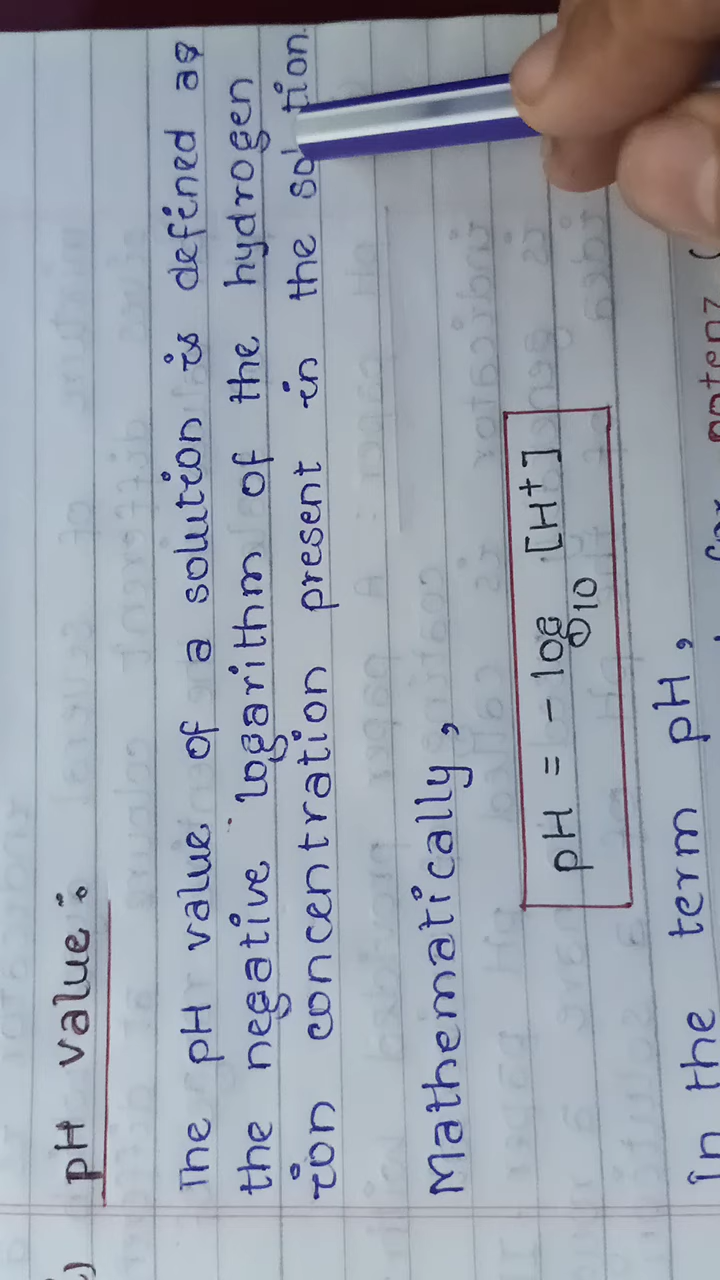 pH value :
The pH value of a solution is defined as
the negative logarithm of the hydrogen
ion concentration present in the solution.
Mathematically,
pH = - log₁₀ [H⁺]
In the term pH,